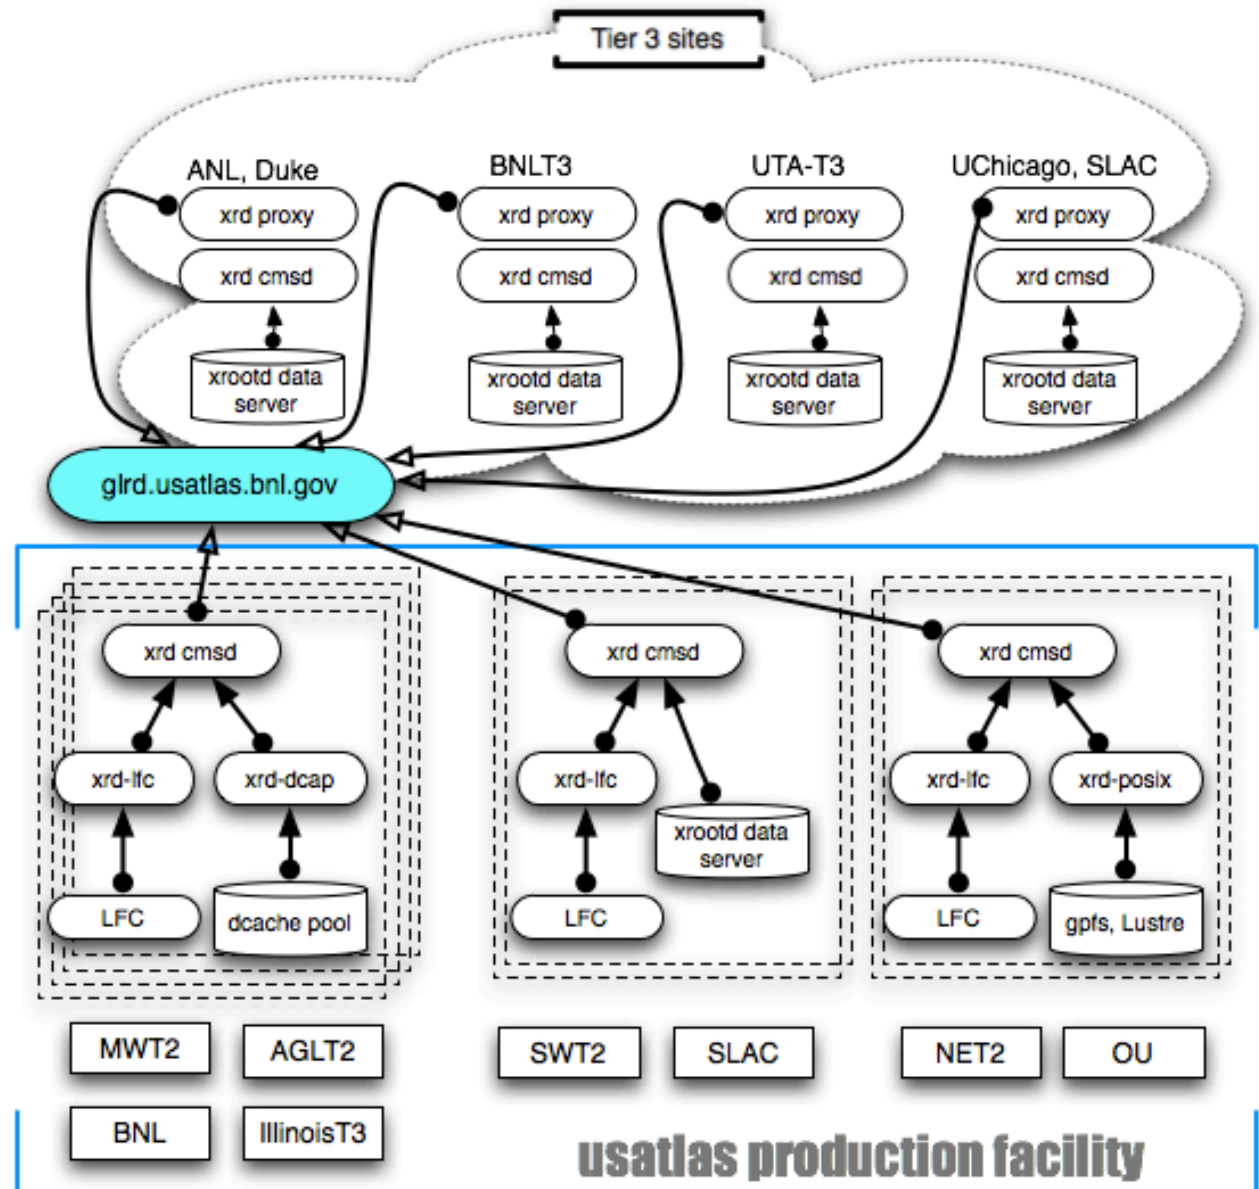 Tier 3 sites
ANL, Duke
xrd proxy
xrd cmsd
xrootd data
server
BNLT3
xrd proxy
xrd cmsd
xrootd data
server
UTA-T3
xrd proxy
xrd cmsd
xrootd data
server
UChicago, SLAC
xrd proxy
xrd cmsd
xrootd data
server
glrd.usatlas.bnl.gov
xrd cmsd
xrd-lfc
xrd-dcap
LFC
dcache pool
xrd cmsd
xrd-lfc
xrootd data
server
LFC
xrd cmsd
xrd-lfc
xrd-posix
LFC
gpfs, Lustre
MWT2
AGLT2
BNL
IllinoisT3
SWT2
SLAC
NET2
OU
usatlas production facility